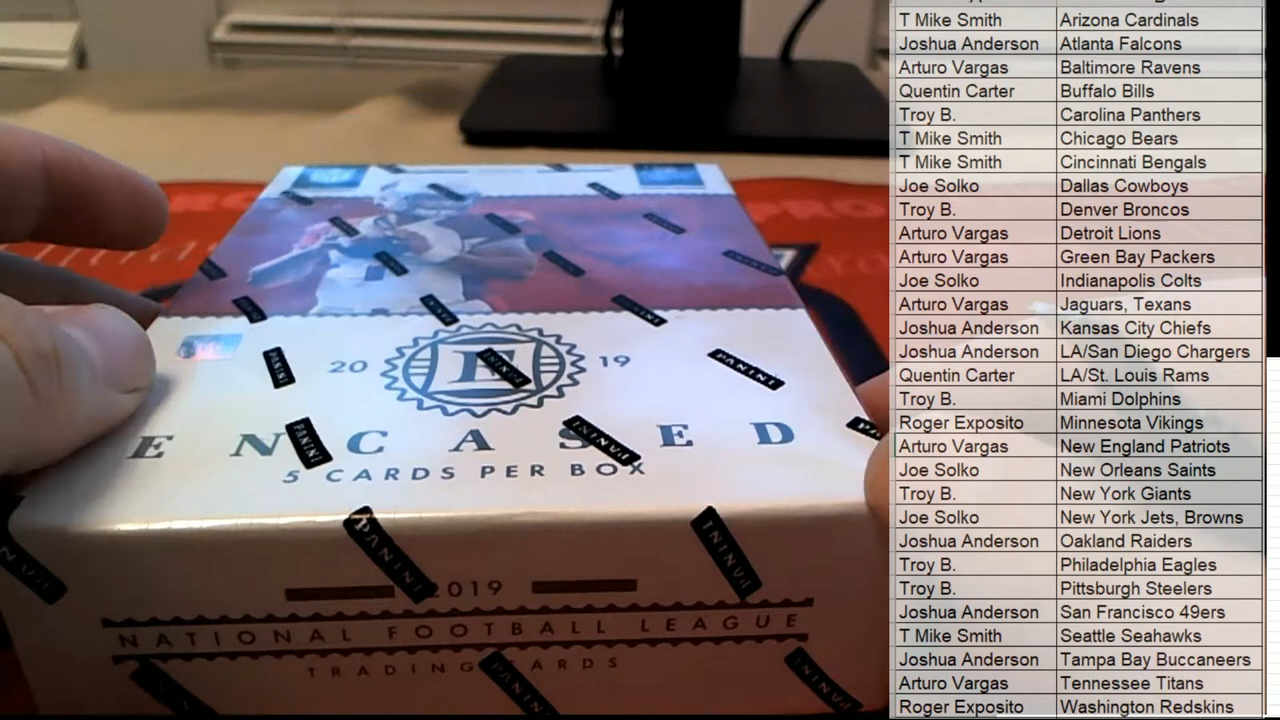 20 E 19
ENCASED
5 CARDS PER BOX
2019
NATIONAL FOOTBALL LEAGUE
TRADING CARDS
PANINI
PANINI
PANINI
PANINI
PANINI
PANINI
PANINI
T Mike Smith Arizona Cardinals
Joshua Anderson Atlanta Falcons
Arturo Vargas Baltimore Ravens
Quentin Carter Buffalo Bills
Troy B. Carolina Panthers
T Mike Smith Chicago Bears
T Mike Smith Cincinnati Bengals
Joe Solko Dallas Cowboys
Troy B. Denver Broncos
Arturo Vargas Detroit Lions
Arturo Vargas Green Bay Packers
Joe Solko Indianapolis Colts
Arturo Vargas Jaguars, Texans
Joshua Anderson Kansas City Chiefs
Joshua Anderson LA/San Diego Chargers
Quentin Carter LA/St. Louis Rams
Troy B. Miami Dolphins
Roger Exposito Minnesota Vikings
Arturo Vargas New England Patriots
Joe Solko New Orleans Saints
Troy B. New York Giants
Joe Solko New York Jets, Browns
Joshua Anderson Oakland Raiders
Troy B. Philadelphia Eagles
Troy B. Pittsburgh Steelers
Joshua Anderson San Francisco 49ers
T Mike Smith Seattle Seahawks
Joshua Anderson Tampa Bay Buccaneers
Arturo Vargas Tennessee Titans
Roger Exposito Washington Redskins